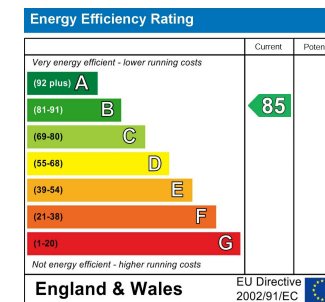 Energy Efficiency Rating
Current
Poten
Very energy efficient - lower running costs
(92 plus) A
(81-91) B
85
(69-80) C
(55-68) D
(39-54) E
(21-38) F
(1-20) G
Not energy efficient - higher running costs
England & Wales
EU Directive
2002/91/EC